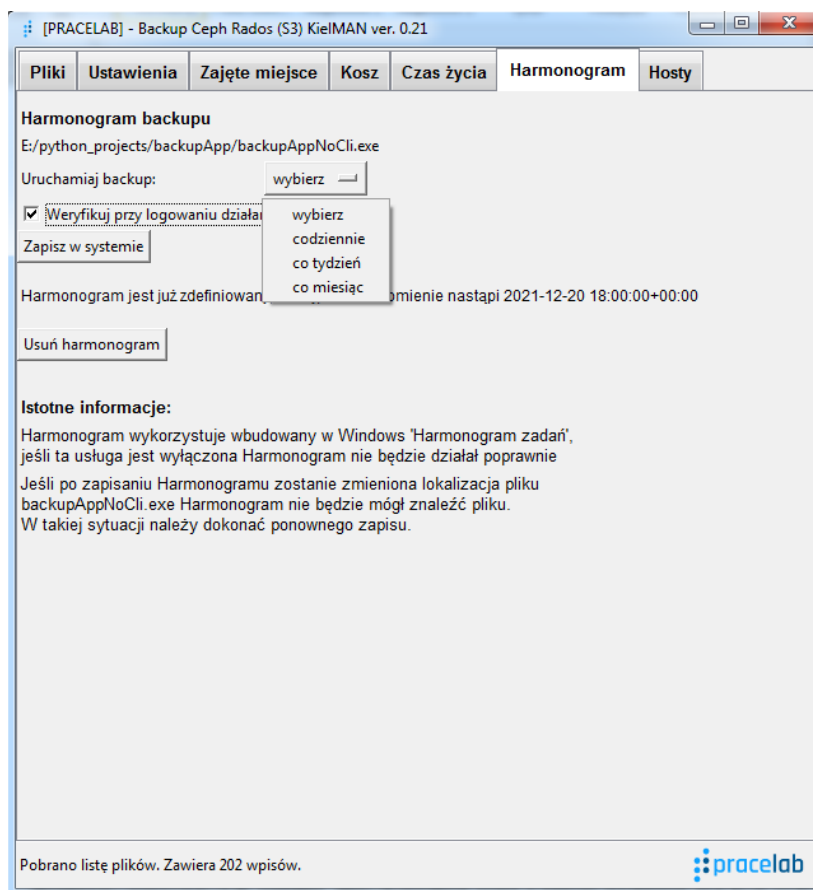 [PRACELAB] - Backup Ceph Rados (S3) KielMAN ver. 0.21
Pliki Ustawienia Zajęte miejsce Kosz Czas życia Harmonogram Hosty
Harmonogram backupu
E:/python_projects/backupApp/backupAppNoCli.exe
Uruchamiaj backup: wybierz
wybierz
codziennie
co tydzień
co miesiąc
Weryfikuj przy logowaniu
Zapisz w systemie
Harmonogram jest już nastąpi 2021-12-20 18:00:00+00:00
Usuń harmonogram
Istotne informacje:
Harmonogram wykorzystuje wbudowany w Windows 'Harmonogram zadań',
jeśli ta usługa jest wyłączona Harmonogram nie będzie działał poprawnie
Jeśli po zapisaniu Harmonogramu zostanie zmieniona lokalizacja pliku
backupAppNoCli.exe Harmonogram nie będzie mógł znaleźć pliku.
W takiej sytuacji należy dokonać ponownego zapisu.
Pobrano listę plików. Zawiera 202 wpisów.
pracelab